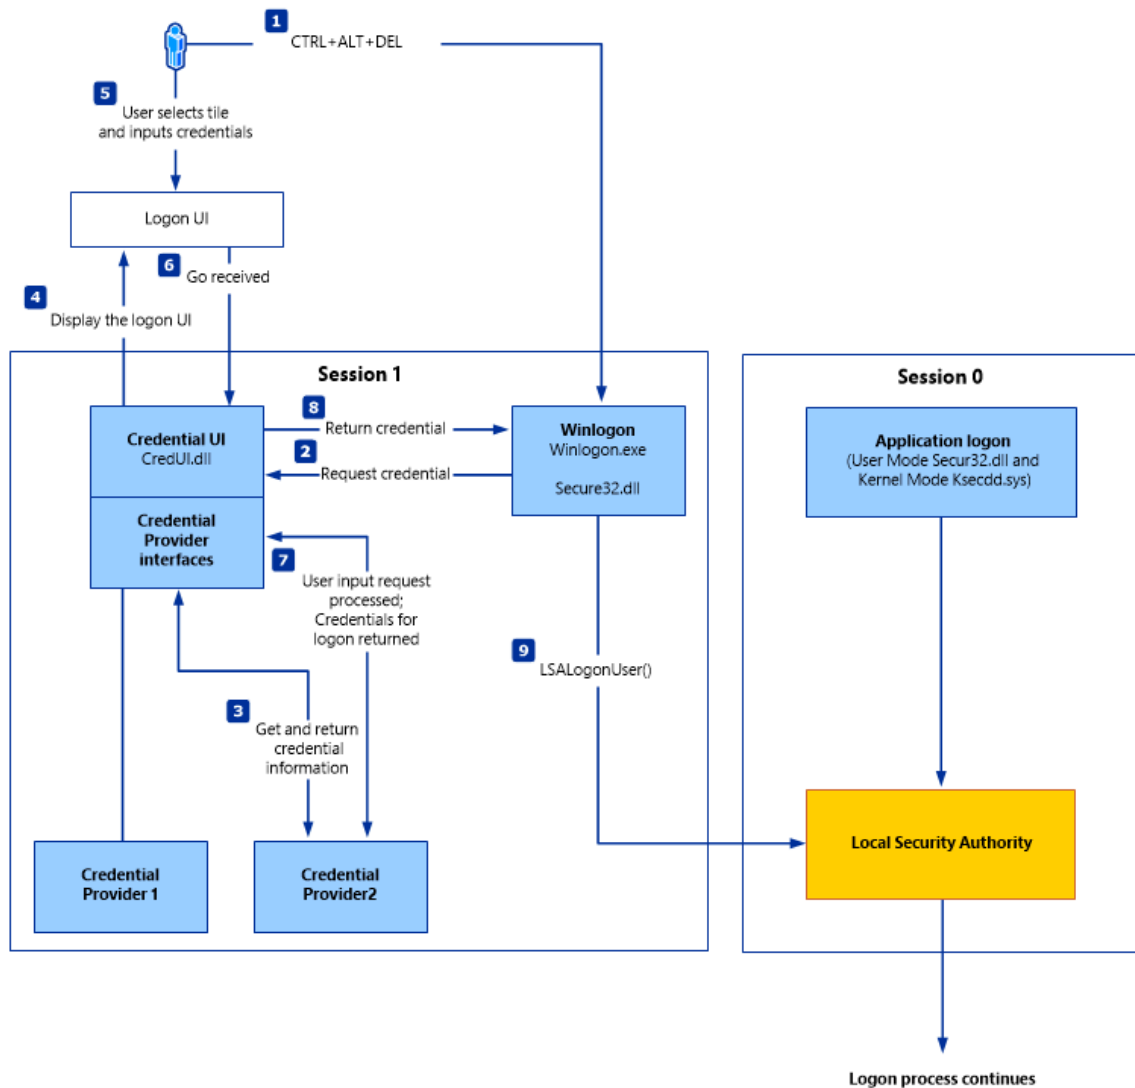 1
CTRL+ALT+DEL
5
User selects tile
and inputs credentials
Logon UI
6
Go received
4
Display the logon UI
Session 1
Credential UI
CredUI.dll
Credential
Provider
interfaces
8
Return credential
2
Request credential
Winlogon
Winlogon.exe
Secure32.dll
7
User input request
processed;
Credentials for
logon returned
9
LSALogonUser()
3
Get and return
credential
information
Credential
Provider 1
Credential
Provider2
Session 0
Application logon
(User Mode Secur32.dll and
Kernel Mode Ksecdd.sys)
Local Security Authority
Logon process continues